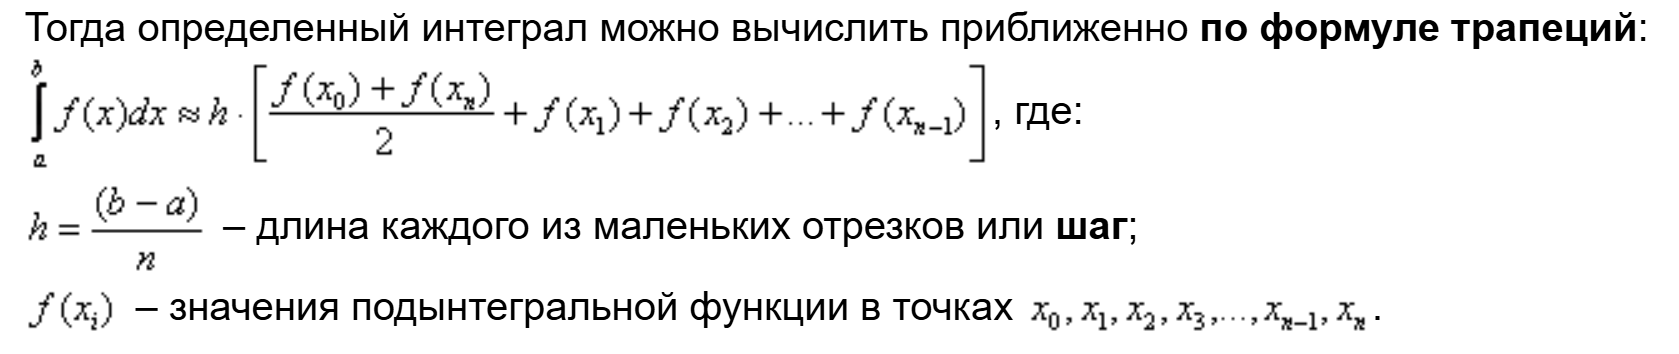 Тогда определенный интеграл можно вычислить приближенно по формуле трапеций:
∫_a^b f(x)dx ≈ h · [ (f(x₀) + f(xₙ))/2 + f(x₁) + f(x₂) + ... + f(xₙ₋₁) ], где:
h = (b − a)/n – длина каждого из маленьких отрезков или шаг;
f(xᵢ) – значения подынтегральной функции в точках x₀, x₁, x₂, x₃,..., xₙ₋₁, xₙ.